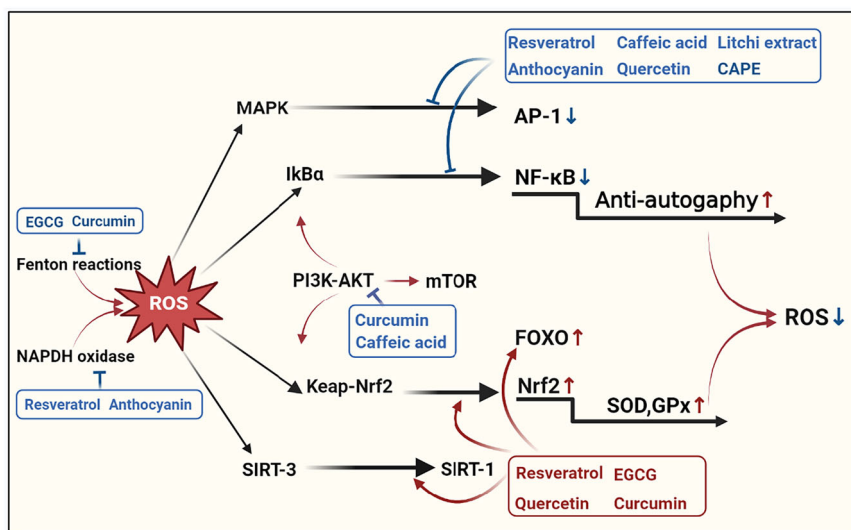 Resveratrol Caffeic acid Litchi extract
Anthocyanin Quercetin CAPE
MAPK
AP-1↓
IkBα
NF-κB↓
Anti-autogaphy↑
EGCG Curcumin
Fenton reactions
ROS
PI3K-AKT
mTOR
Curcumin
Caffeic acid
ROS↓
NAPDH oxidase
Resveratrol Anthocyanin
FOXO↑
Keap-Nrf2
Nrf2↑
SOD,GPx↑
SIRT-3
SIRT-1
Resveratrol EGCG
Quercetin Curcumin